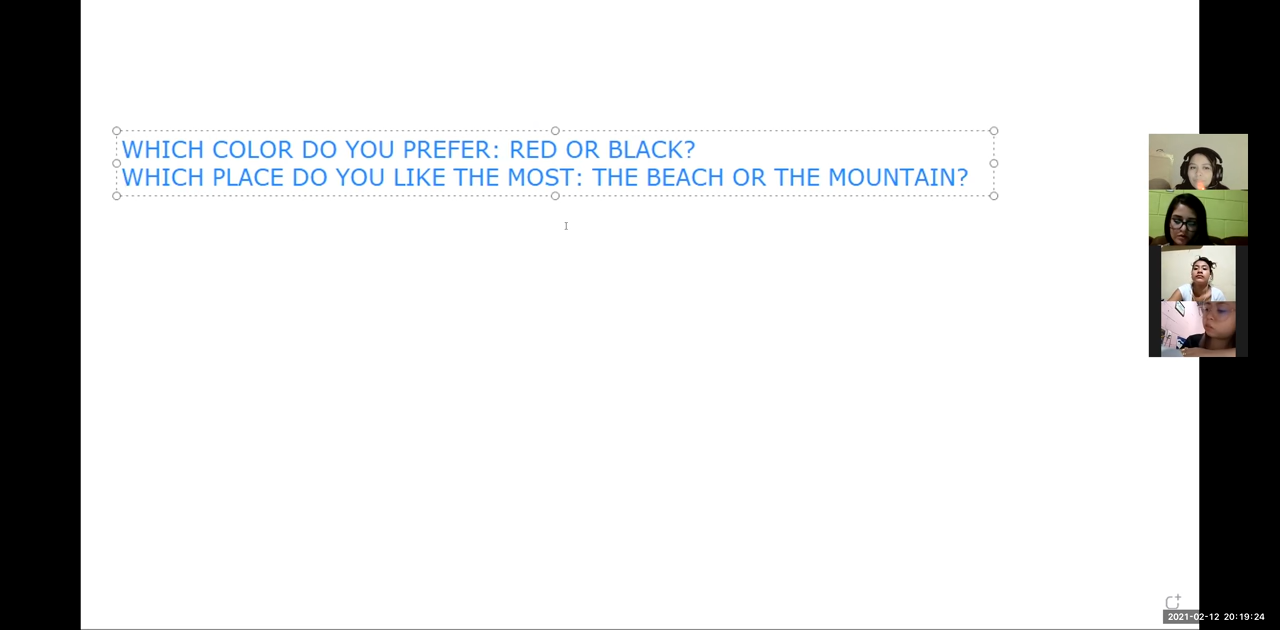 WHICH COLOR DO YOU PREFER: RED OR BLACK?
WHICH PLACE DO YOU LIKE THE MOST: THE BEACH OR THE MOUNTAIN?
2021-02-12 20:19:24